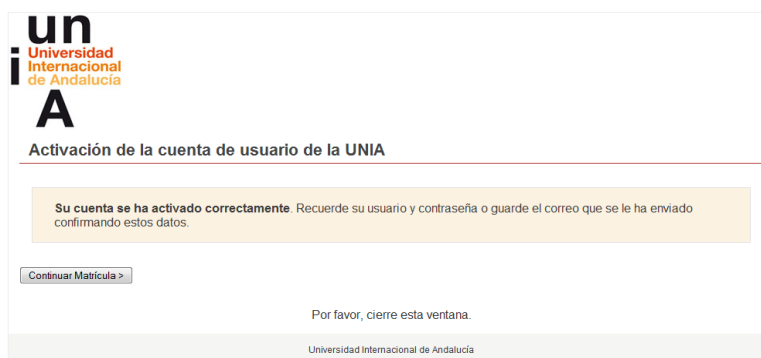 un
i
Universidad
Internacional
de Andalucía
A
Activación de la cuenta de usuario de la UNIA
Su cuenta se ha activado correctamente. Recuerde su usuario y contraseña o guarde el correo que se le ha enviado
confirmando estos datos.
Continuar Matrícula >
Por favor, cierre esta ventana.
Universidad Internacional de Andalucía